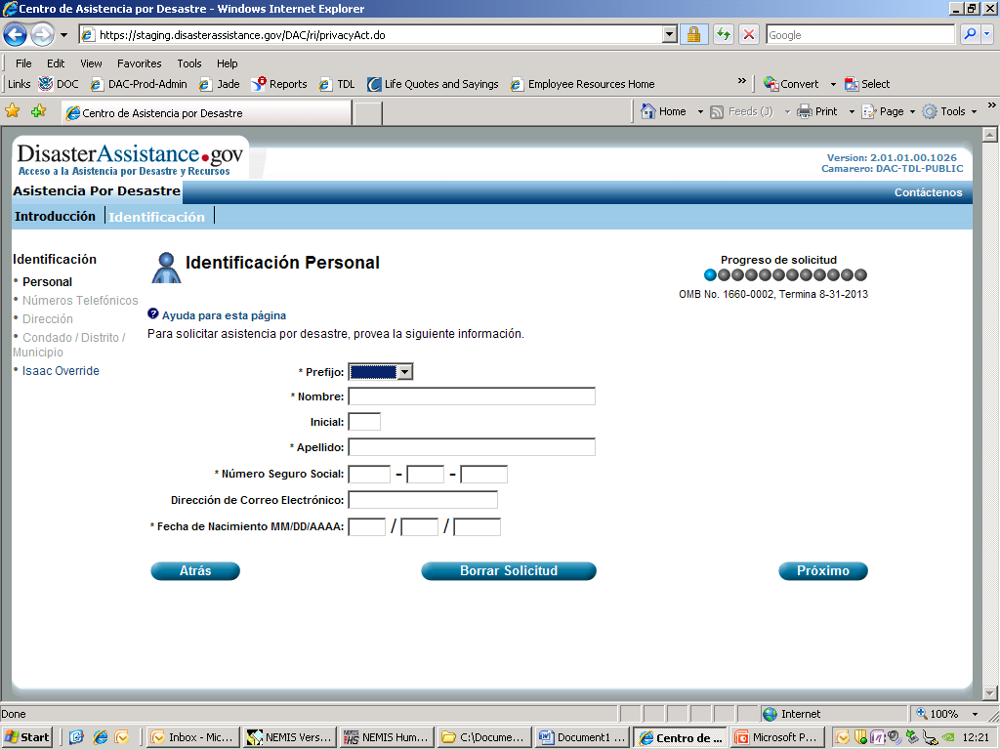 Centro de Asistencia por Desastre - Windows Internet Explorer
https://staging.disasterassistance.gov/DAC/ri/privacyAct.do
Google
File Edit View Favorites Tools Help
Links DOC DAC-Prod-Admin Jade Reports TDL Life Quotes and Sayings Employee Resources Home » Convert Select
Centro de Asistencia por Desastre
Home Feeds (J) Print Page Tools »
DisasterAssistance.gov
Acceso a la Asistencia por Desastre y Recursos
Version: 2.01.01.00.1026
Camarero: DAC-TDL-PUBLIC
Asistencia Por Desastre
Contáctenos
Introducción Identificación
Identificación
• Personal
• Números Telefónicos
• Dirección
• Condado / Distrito /
Municipio
• Isaac Override
Identificación Personal
Progreso de solicitud
OMB No. 1660-0002, Termina 8-31-2013
? Ayuda para esta página
Para solicitar asistencia por desastre, provea la siguiente información.
* Prefijo:
* Nombre:
Inicial:
* Apellido:
* Número Seguro Social: - -
Dirección de Correo Electrónico:
* Fecha de Nacimiento MM/DD/AAAA: / /
Atrás Borrar Solicitud Próximo
Done Internet 100%
Start Inbox - Mic... NEMIS Vers... NEMIS Hum... C:\Docume... Document1 ... Centro de ... Microsoft P... 12:21